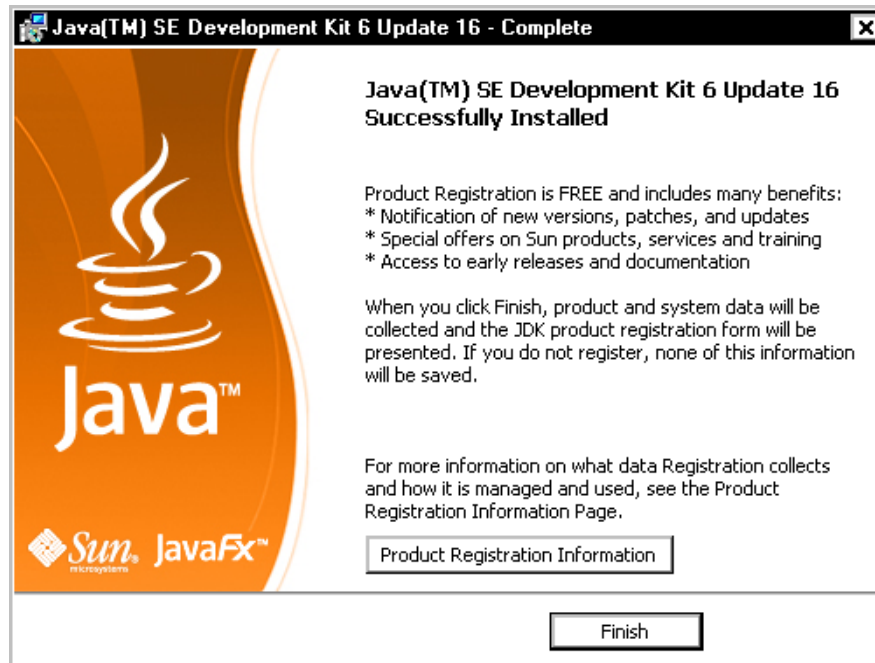 Java(TM) SE Development Kit 6 Update 16 - Complete
Java(TM) SE Development Kit 6 Update 16
Successfully Installed
Product Registration is FREE and includes many benefits:
* Notification of new versions, patches, and updates
* Special offers on Sun products, services and training
* Access to early releases and documentation
When you click Finish, product and system data will be
collected and the JDK product registration form will be
presented. If you do not register, none of this information
will be saved.
For more information on what data Registration collects
and how it is managed and used, see the Product
Registration Information Page.
Product Registration Information
Java™
Sun®
microsystems
JavaFX™
Finish